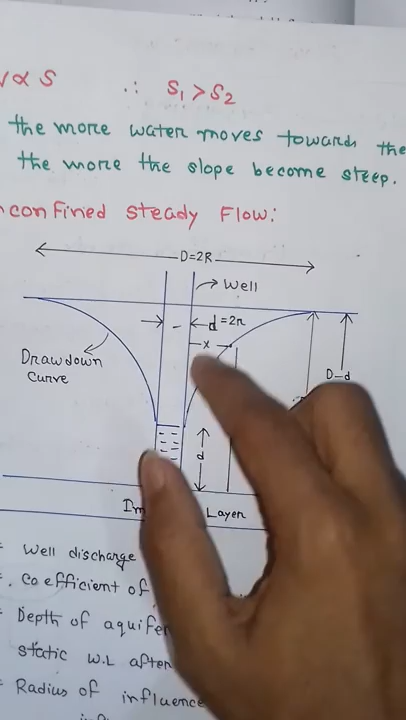 ∝ S ∴ S₁ > S₂
the more water moves towards the
the more the slope become steep.
confined steady Flow:
D=2R
Well
d=2r
x
Drawdown
Curve
D-d
d
Layer
= Well discharge
= Coefficient of
= Depth of aquifer
static W.L after
= Radius of influence